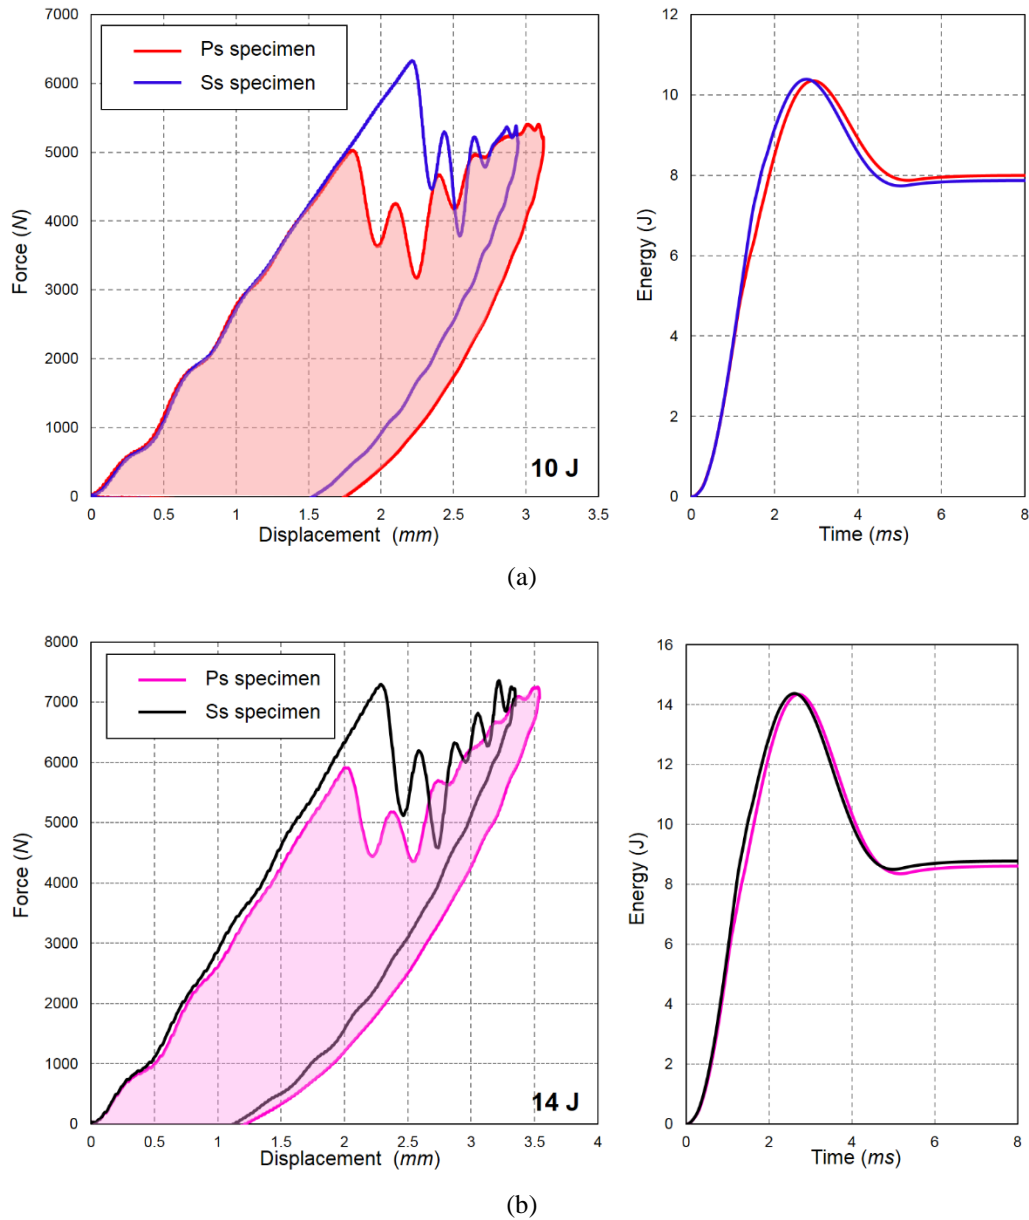 7000
6000
5000
4000
3000
2000
1000
0
Force (N)
Ps specimen
Ss specimen
10 J
0 0.5 1 1.5 2 2.5 3 3.5
Displacement (mm)
12
10
8
6
4
2
0
Energy (J)
0 2 4 6 8
Time (ms)
(a)
8000
7000
6000
5000
4000
3000
2000
1000
0
Force (N)
Ps specimen
Ss specimen
14 J
0 0.5 1 1.5 2 2.5 3 3.5 4
Displacement (mm)
16
14
12
10
8
6
4
2
0
Energy (J)
0 2 4 6 8
Time (ms)
(b)